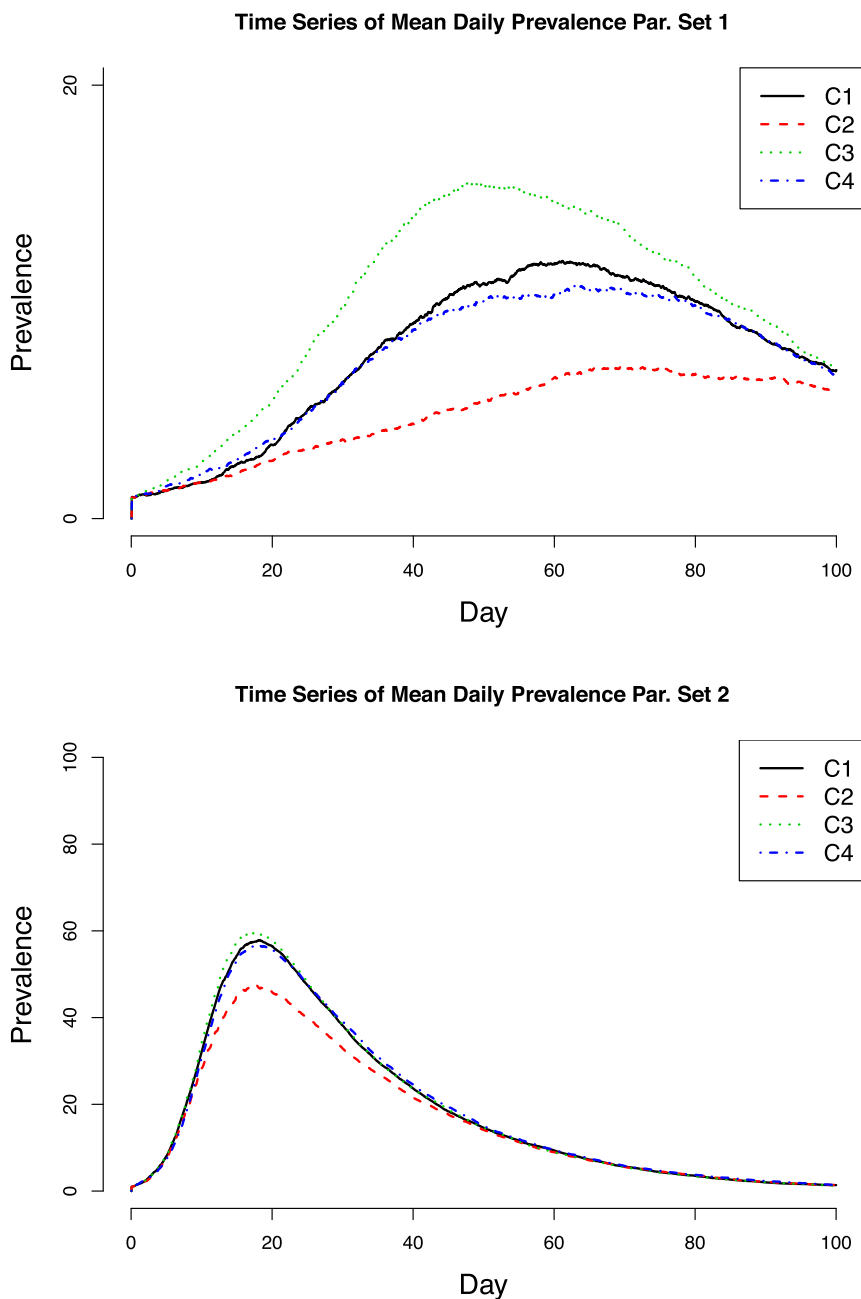 Time Series of Mean Daily Prevalence Par. Set 1
C1
C2
C3
C4
Prevalence
20
0
0 20 40 60 80 100
Day
Time Series of Mean Daily Prevalence Par. Set 2
C1
C2
C3
C4
Prevalence
100
80
60
40
20
0
0 20 40 60 80 100
Day